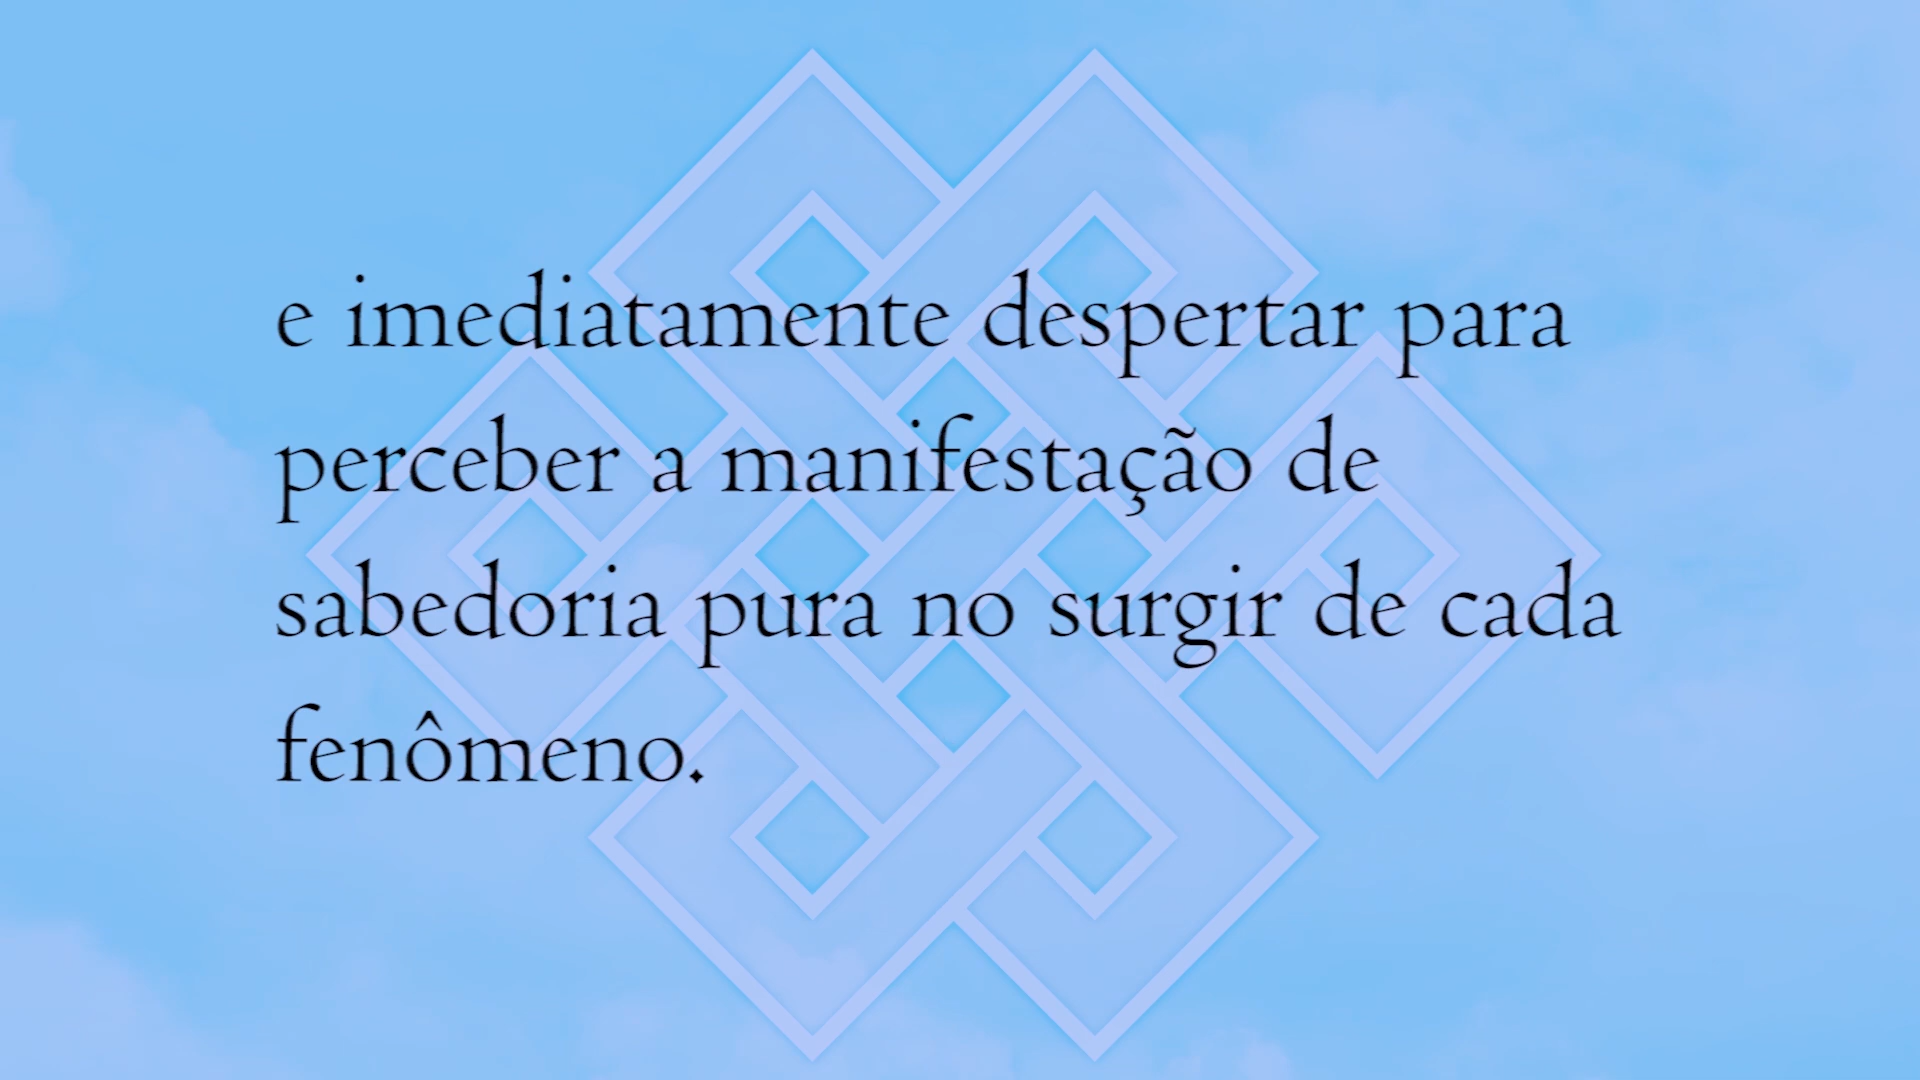 e imediatamente despertar para
perceber a manifestação de
sabedoria pura no surgir de cada
fenômeno.